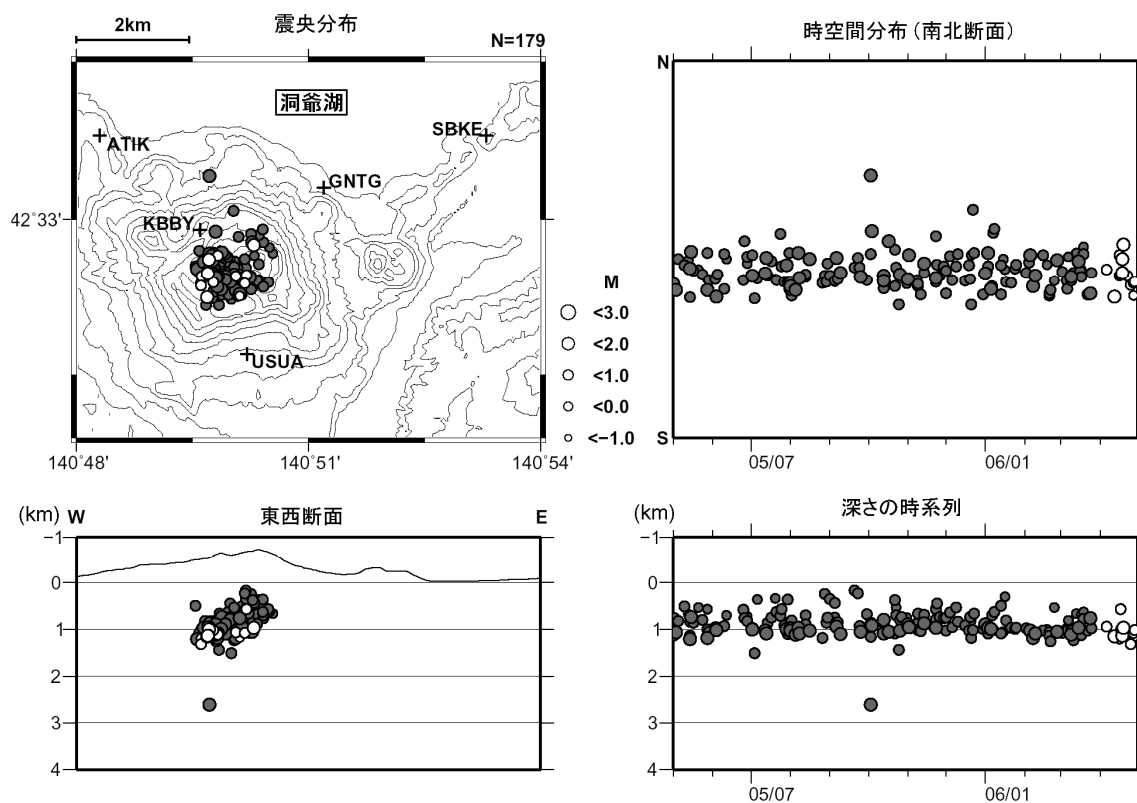 2km
震央分布
N=179
洞爺湖
ATIK
SBKE
GNTG
KBBY
USUA
42°33'
140°48'
140°51'
140°54'
M
<3.0
<2.0
<1.0
<0.0
<−1.0
時空間分布（南北断面）
N
S
05/07
06/01
(km)
W
東西断面
E
−1
0
1
2
3
4
(km)
深さの時系列
−1
0
1
2
3
4
05/07
06/01